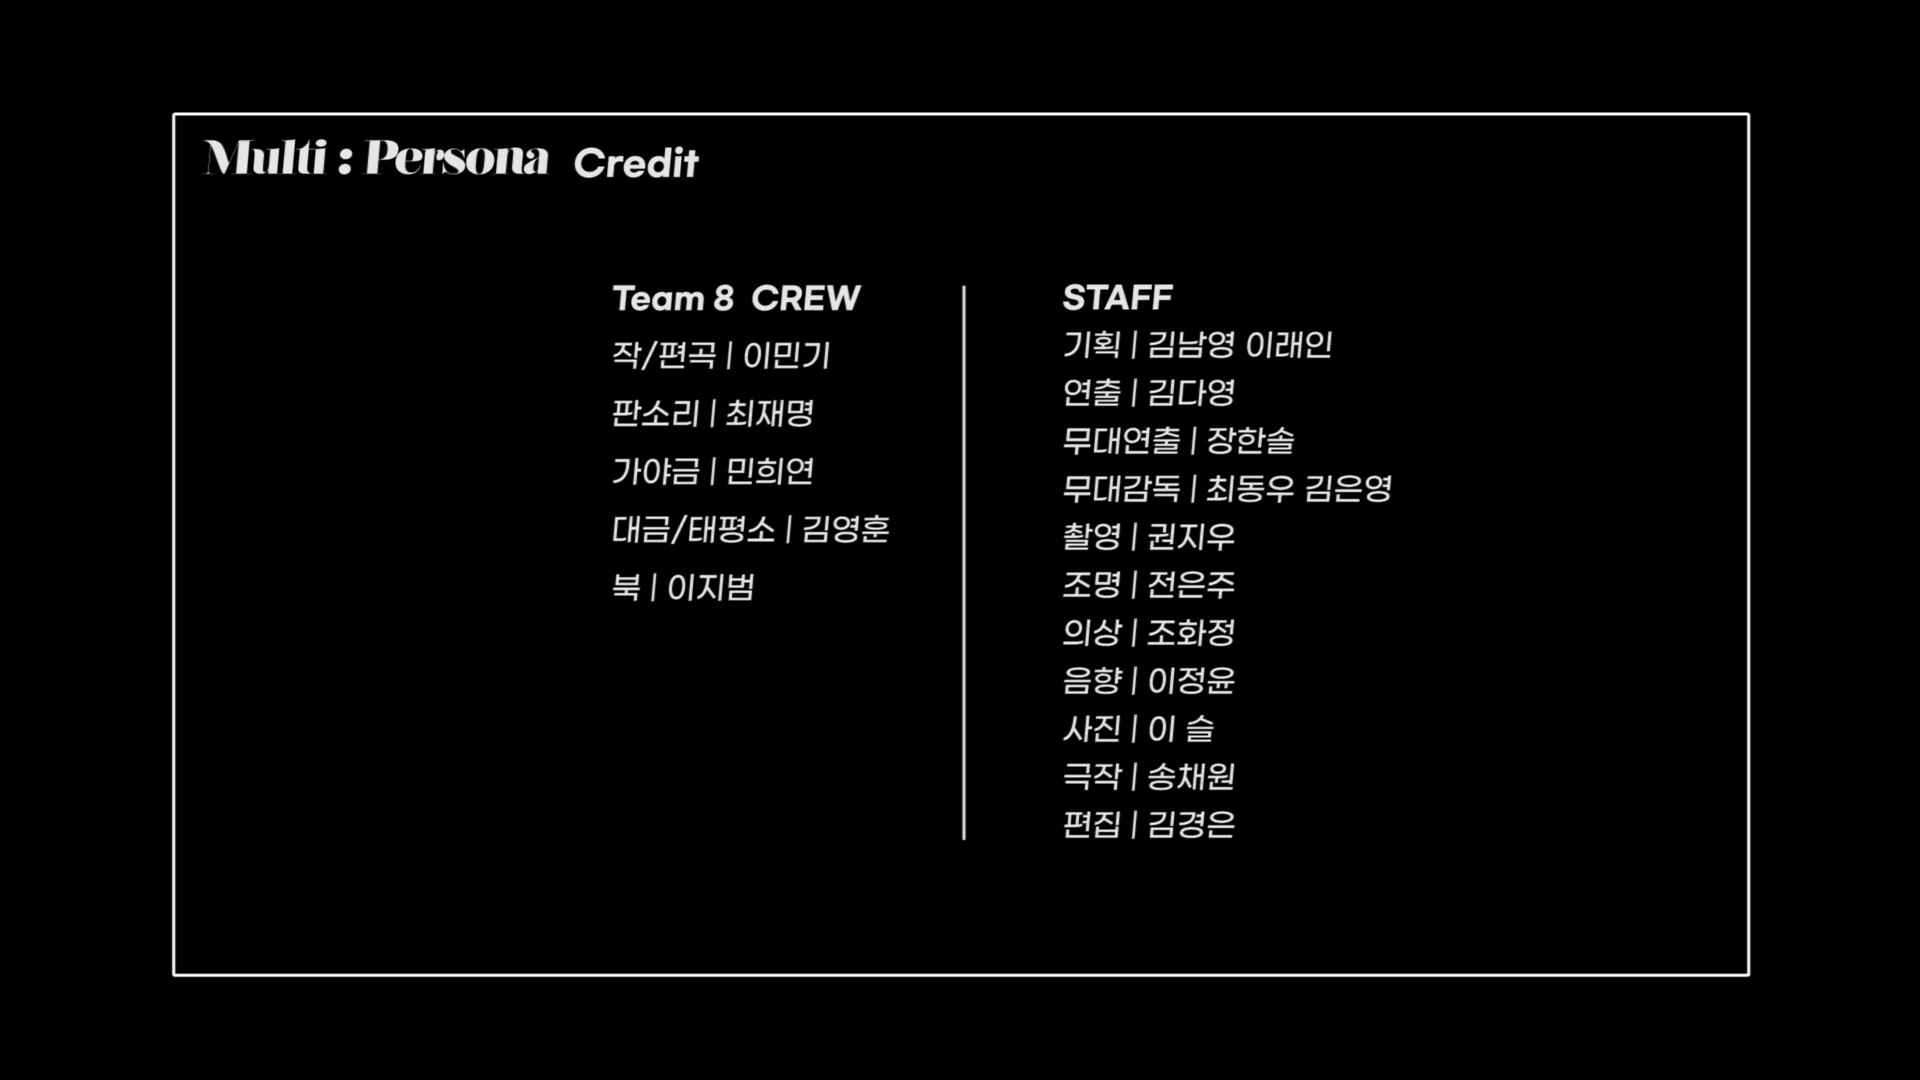 Multi : Persona Credit
Team 8 CREW
작/편곡 | 이민기
판소리 | 최재명
가야금 | 민희연
대금/태평소 | 김영훈
북 | 이지범
STAFF
기획 | 김남영 이래인
연출 | 김다영
무대연출 | 장한솔
무대감독 | 최동우 김은영
촬영 | 권지우
조명 | 전은주
의상 | 조화정
음향 | 이정윤
사진 | 이 슬
극작 | 송채원
편집 | 김경은